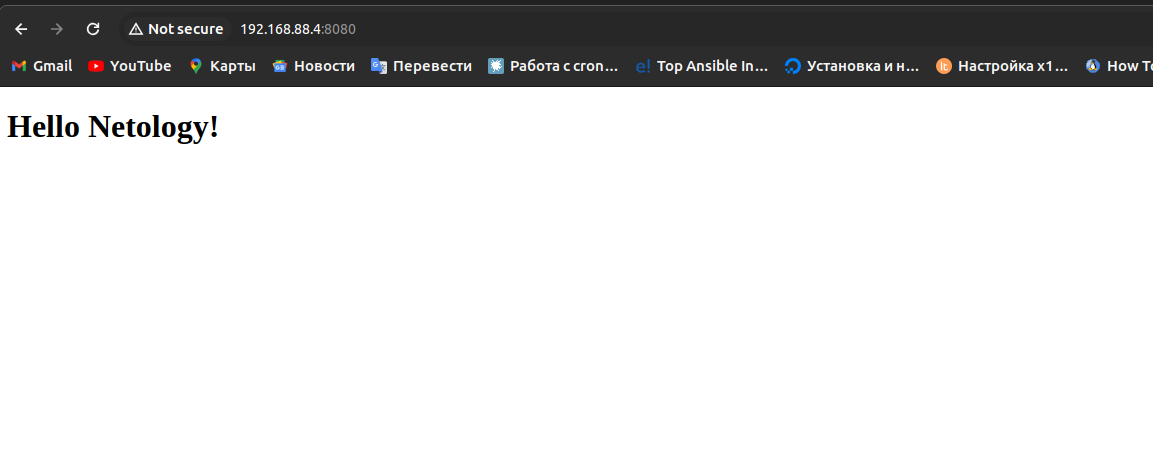 Not secure 192.168.88.4:8080
Gmail YouTube Карты Новости Перевести Работа с cron... Top Ansible In... Установка и н... Настройка x1... How To
Hello Netology!